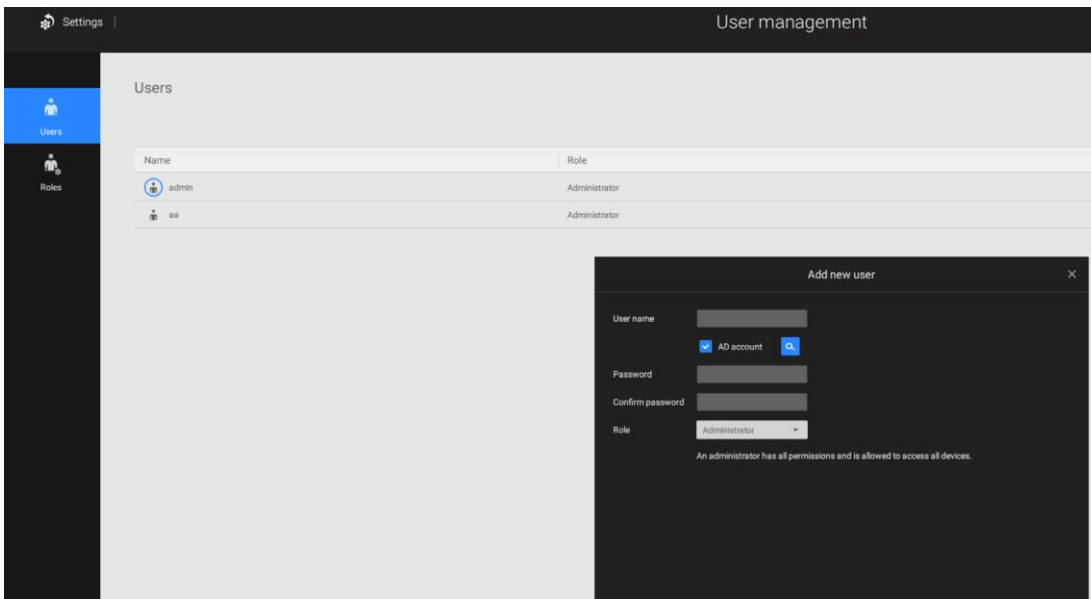 Settings
User management
Users
Users
Roles
Name Role
admin Administrator
aa Administrator
Add new user
User name
AD account
Password
Confirm password
Role Administrator
An administrator has all permissions and is allowed to access all devices.